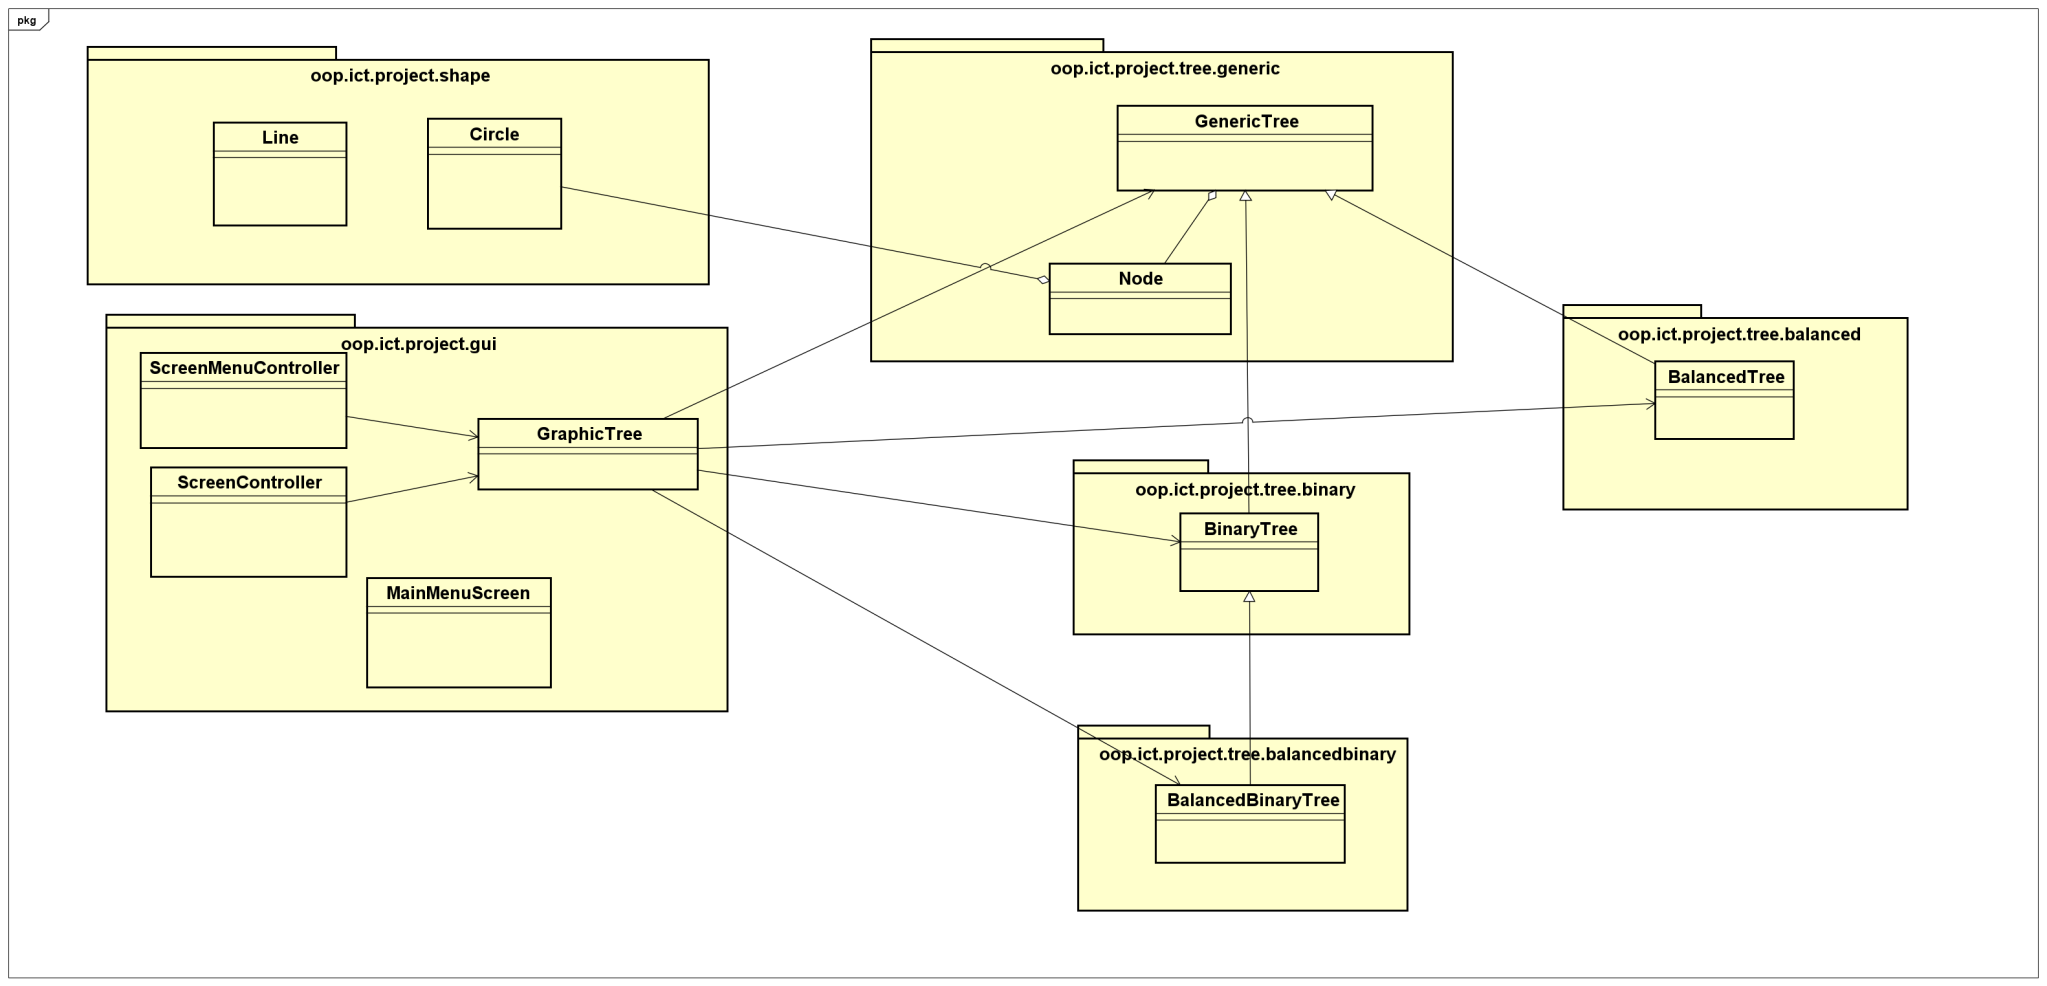 pkg
oop.ict.project.shape
Line
Circle
oop.ict.project.tree.generic
GenericTree
Node
oop.ict.project.gui
ScreenMenuController
GraphicTree
ScreenController
MainMenuScreen
oop.ict.project.tree.balanced
BalancedTree
oop.ict.project.tree.binary
BinaryTree
oop.ict.project.tree.balancedbinary
BalancedBinaryTree